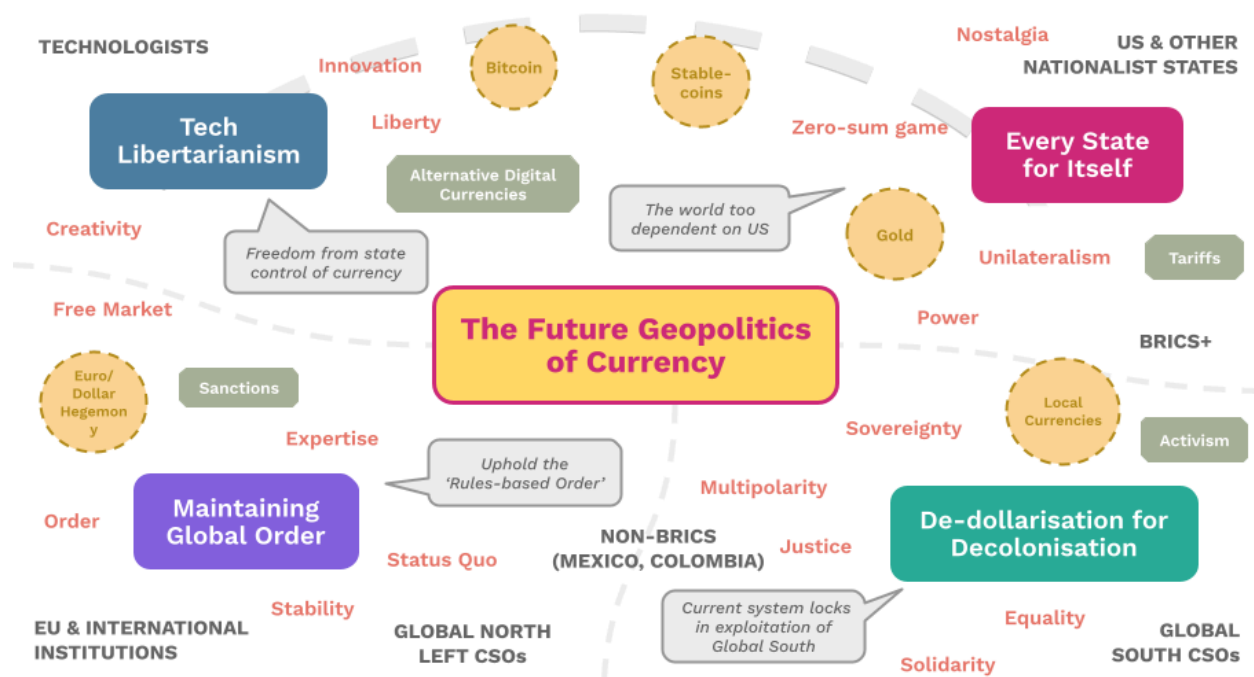 TECHNOLOGISTS
Innovation
Bitcoin
Stable-
coins
Nostalgia
US & OTHER
NATIONALIST STATES
Tech
Libertarianism
Liberty
Zero-sum game
Every State
for Itself
Alternative Digital
Currencies
The world too
dependent on US
Gold
Creativity
Freedom from state
control of currency
Unilateralism
Tariffs
Free Market
The Future Geopolitics
of Currency
Power
BRICS+
Euro/
Dollar
Hegemon
y
Sanctions
Local
Currencies
Expertise
Sovereignty
Activism
Uphold the
‘Rules-based Order’
Multipolarity
Maintaining
Global Order
Order
De-dollarisation for
Decolonisation
NON-BRICS
(MEXICO, COLOMBIA)
Justice
Status Quo
Stability
Current system locks
in exploitation of
Global South
Equality
EU & INTERNATIONAL
INSTITUTIONS
GLOBAL NORTH
LEFT CSOs
GLOBAL
SOUTH CSOs
Solidarity